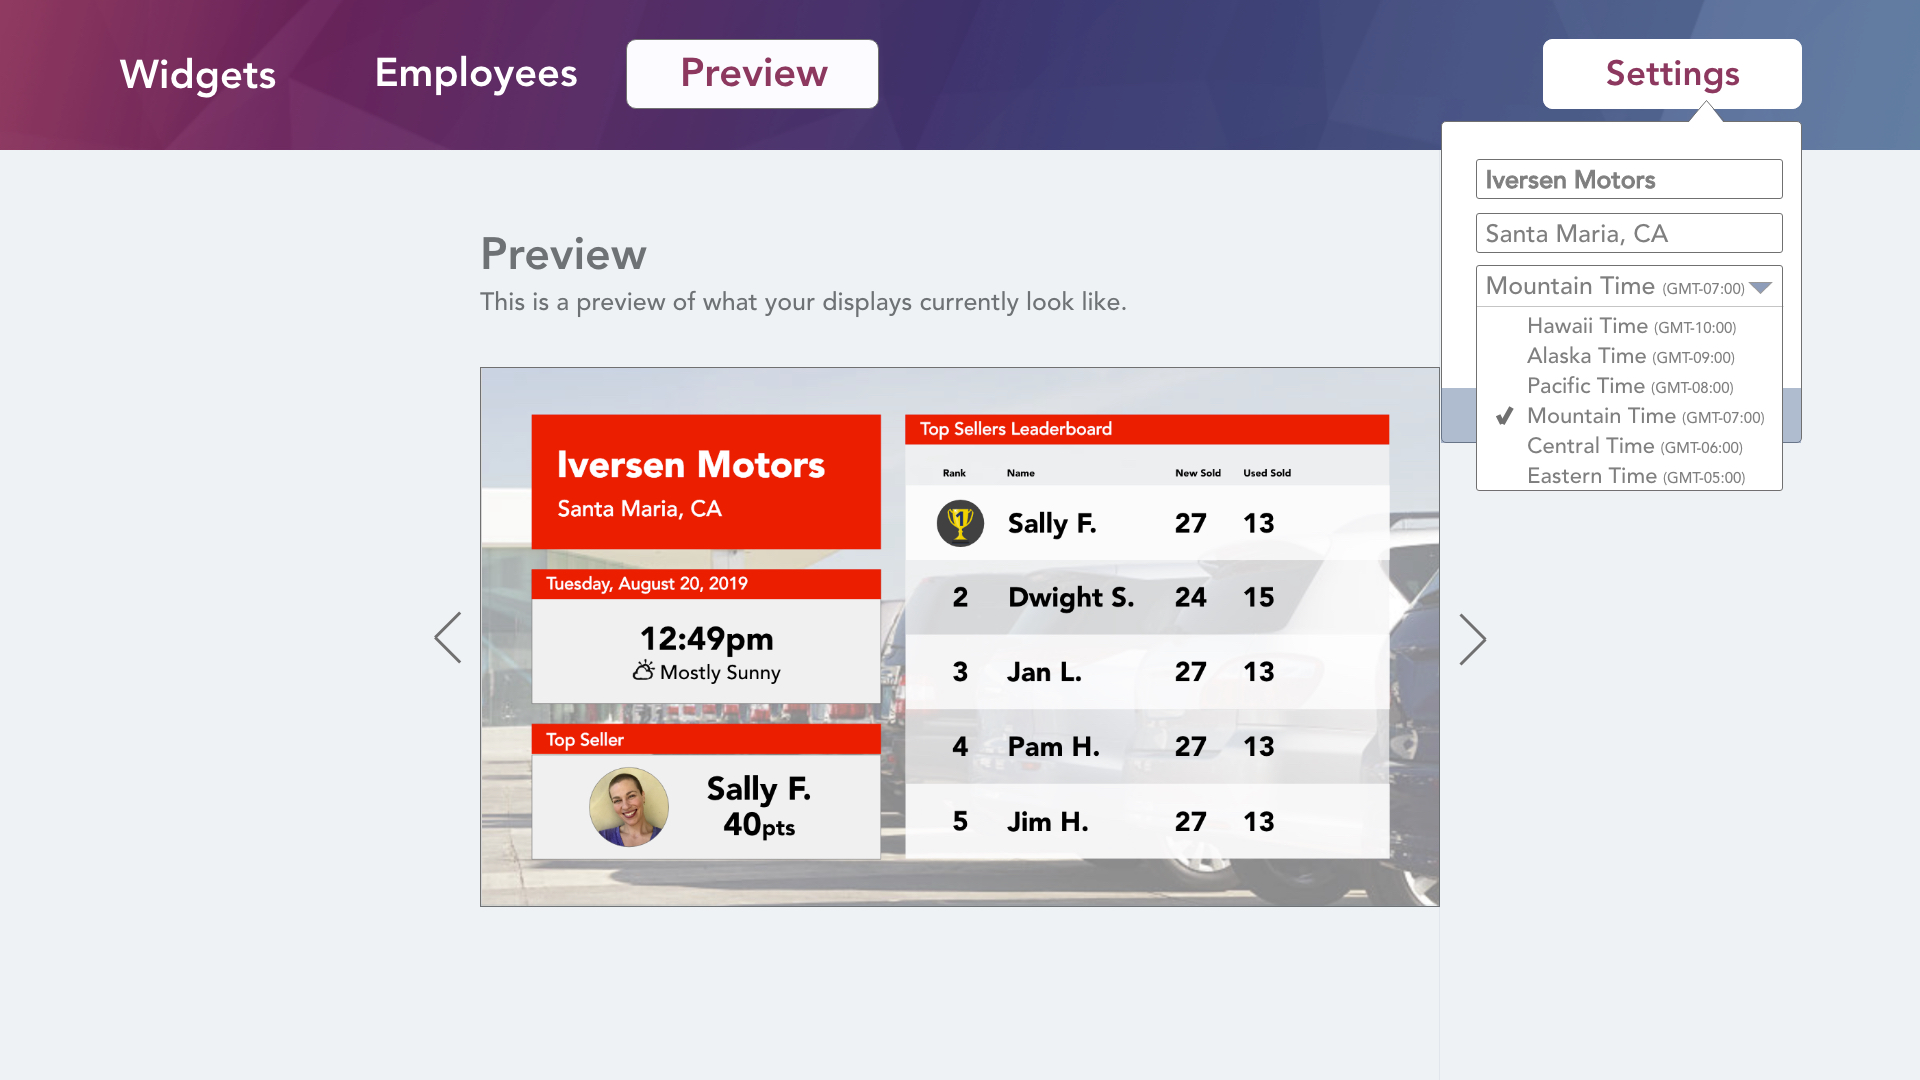 Widgets
Employees
Preview
Settings
Iversen Motors
Santa Maria, CA
Mountain Time (GMT-07:00)
Hawaii Time (GMT-10:00)
Alaska Time (GMT-09:00)
Pacific Time (GMT-08:00)
Mountain Time (GMT-07:00)
Central Time (GMT-06:00)
Eastern Time (GMT-05:00)
Preview
This is a preview of what your displays currently look like.
Iversen Motors
Santa Maria, CA
Tuesday, August 20, 2019
12:49pm
Mostly Sunny
Top Seller
Sally F.
40pts
Top Sellers Leaderboard
Rank Name New Sold Used Sold
1 Sally F. 27 13
2 Dwight S. 24 15
3 Jan L. 27 13
4 Pam H. 27 13
5 Jim H. 27 13